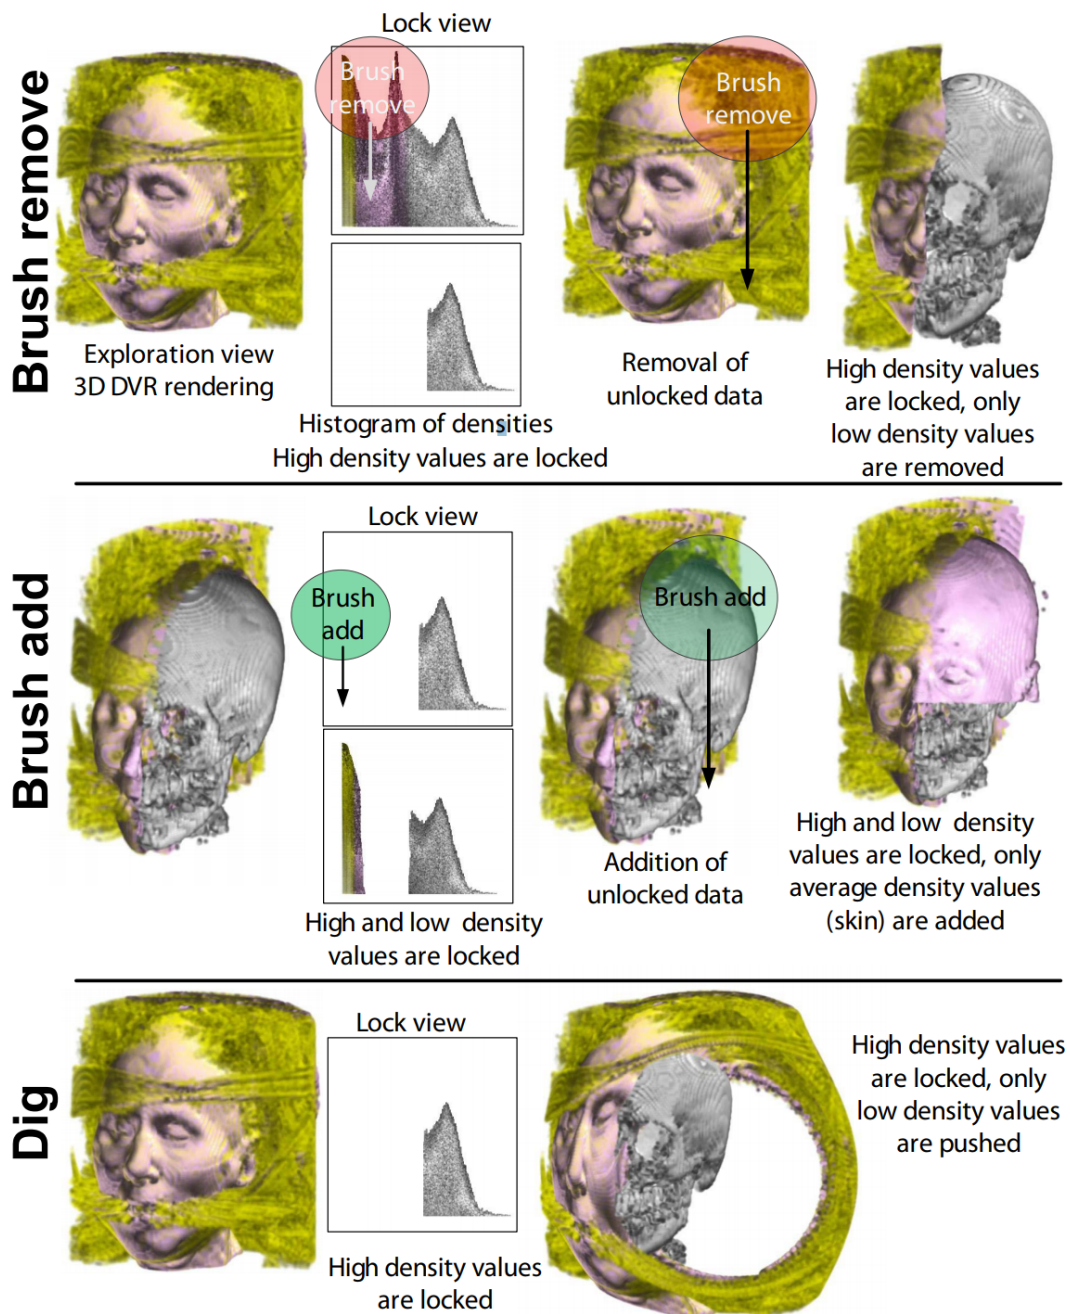 Brush remove
Lock view
Brush
remove
Brush
remove
Exploration view
3D DVR rendering
Histogram of densities
High density values are locked
Removal of
unlocked data
High density values
are locked, only
low density values
are removed
Brush add
Lock view
Brush
add
Brush add
High and low density
values are locked
Addition of
unlocked data
High and low density
values are locked, only
average density values
(skin) are added
Dig
Lock view
High density values
are locked
High density values
are locked, only
low density values
are pushed